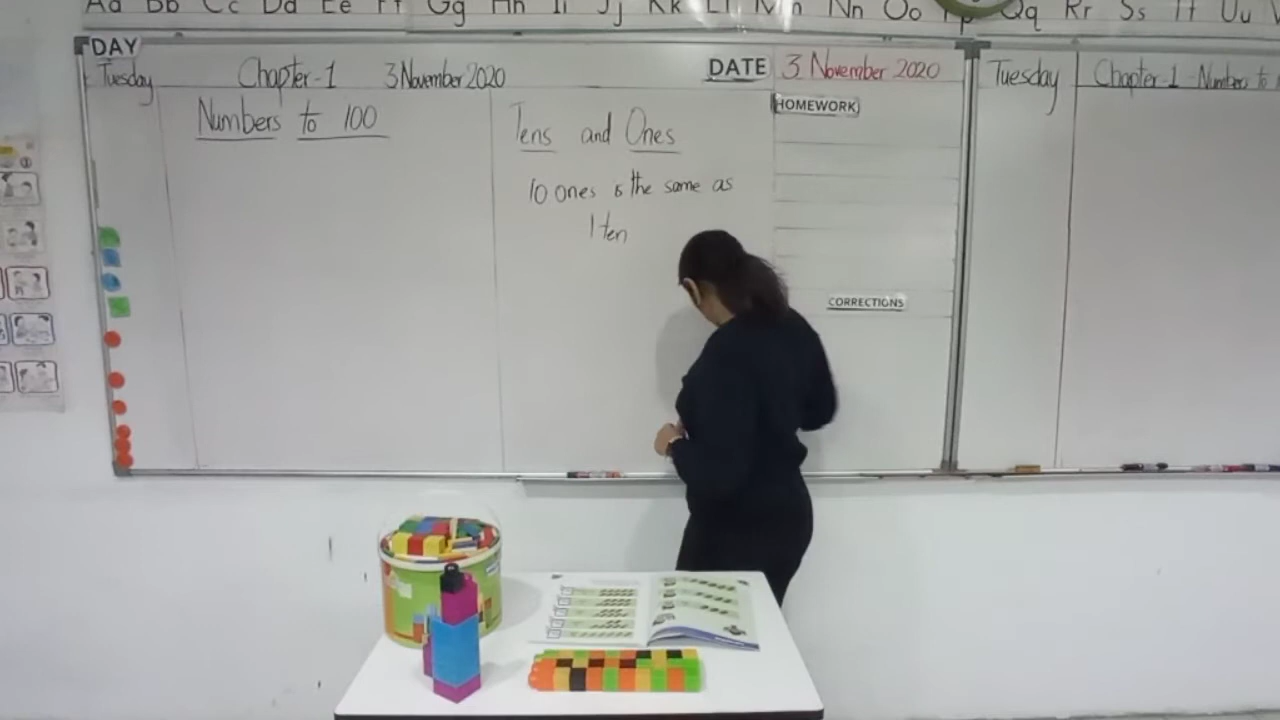 Aa Bb Cc Dd Ee Ff Gg Hh Ii Jj Kk Ll Mm Nn Oo Pp Qq Rr Ss Tt Uu
DAY
DATE
3 November 2020
Tuesday
Chapter-1
3 November 2020
Numbers to 100
Tens and Ones
10 ones is the same as
1 ten
HOMEWORK
CORRECTIONS
Tuesday
Chapter 1 Numbers to